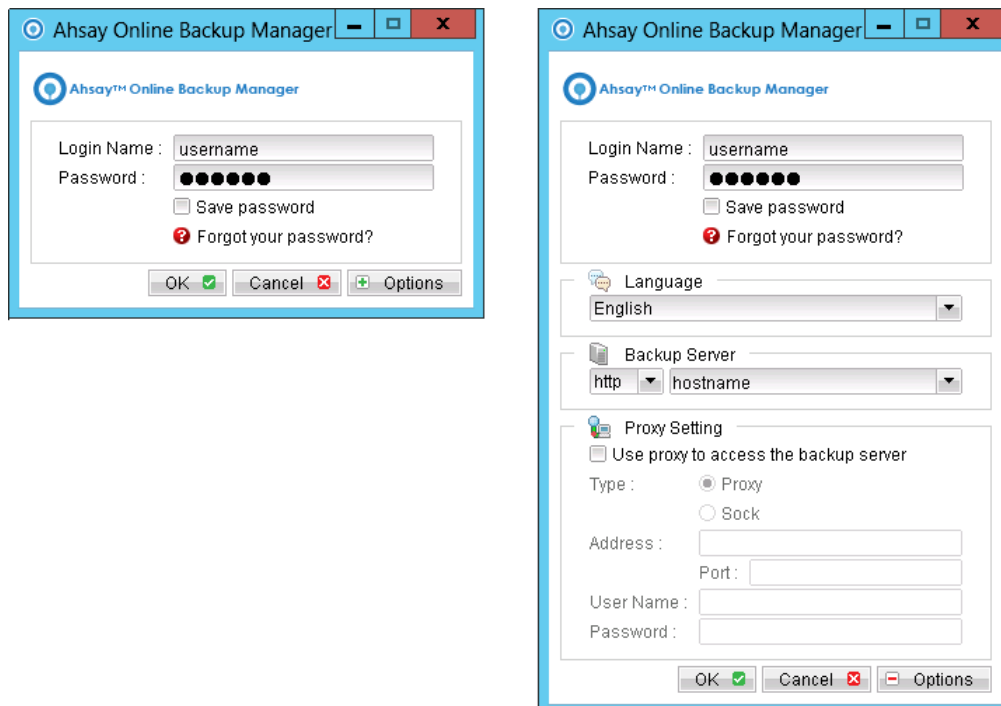 Ahsay Online Backup Manager
Ahsay™ Online Backup Manager
Login Name : username
Password : ●●●●●●
Save password
Forgot your password?
OK Cancel Options
Ahsay Online Backup Manager
Ahsay™ Online Backup Manager
Login Name : username
Password : ●●●●●●
Save password
Forgot your password?
Language
English
Backup Server
http hostname
Proxy Setting
Use proxy to access the backup server
Type : Proxy
Sock
Address :
Port :
User Name :
Password :
OK Cancel Options